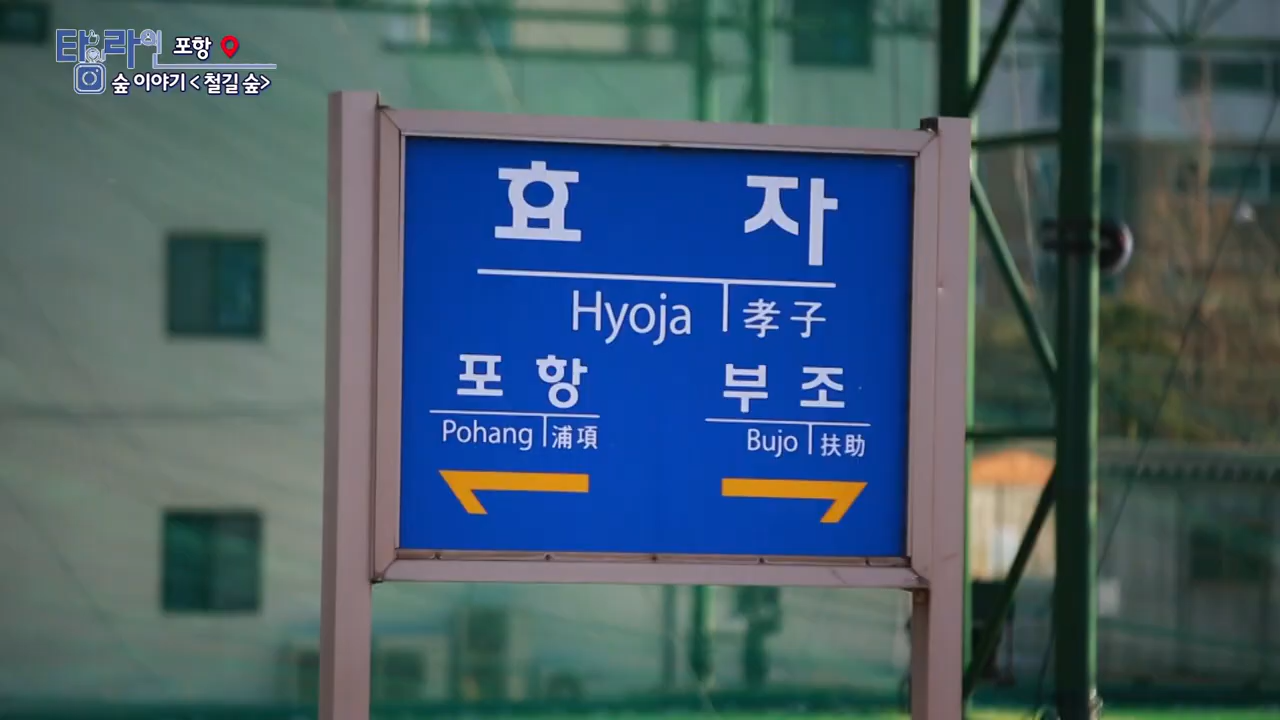 타라의 포항
숲 이야기 < 철길 숲>
효 자
Hyoja 孝子
포 항 부 조
Pohang 浦項 Bujo 扶助